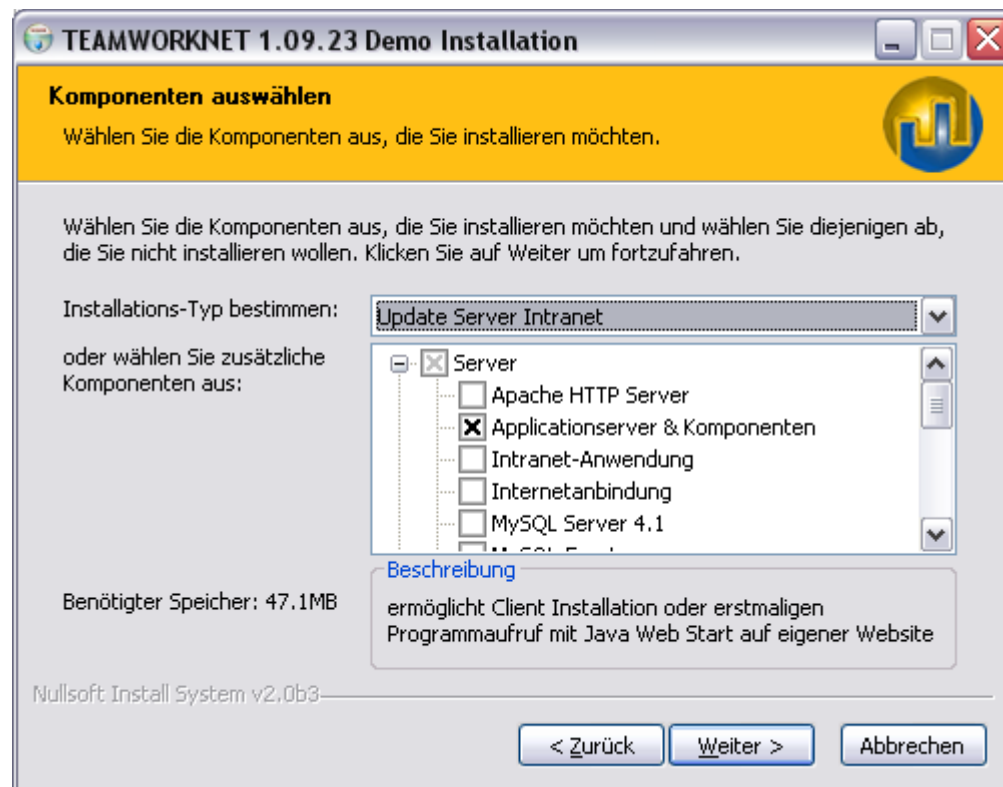 TEAMWORKNET 1.09.23 Demo Installation
Komponenten auswählen
Wählen Sie die Komponenten aus, die Sie installieren möchten.
Wählen Sie die Komponenten aus, die Sie installieren möchten und wählen Sie diejenigen ab,
die Sie nicht installieren wollen. Klicken Sie auf Weiter um fortzufahren.
Installations-Typ bestimmen:
Update Server Intranet
oder wählen Sie zusätzliche
Komponenten aus:
Server
Apache HTTP Server
Applicationserver & Komponenten
Intranet-Anwendung
Internetanbindung
MySQL Server 4.1
Benötigter Speicher: 47.1MB
Beschreibung
ermöglicht Client Installation oder erstmaligen
Programmaufruf mit Java Web Start auf eigener Website
Nullsoft Install System v2.0b3
< Zurück
Weiter >
Abbrechen